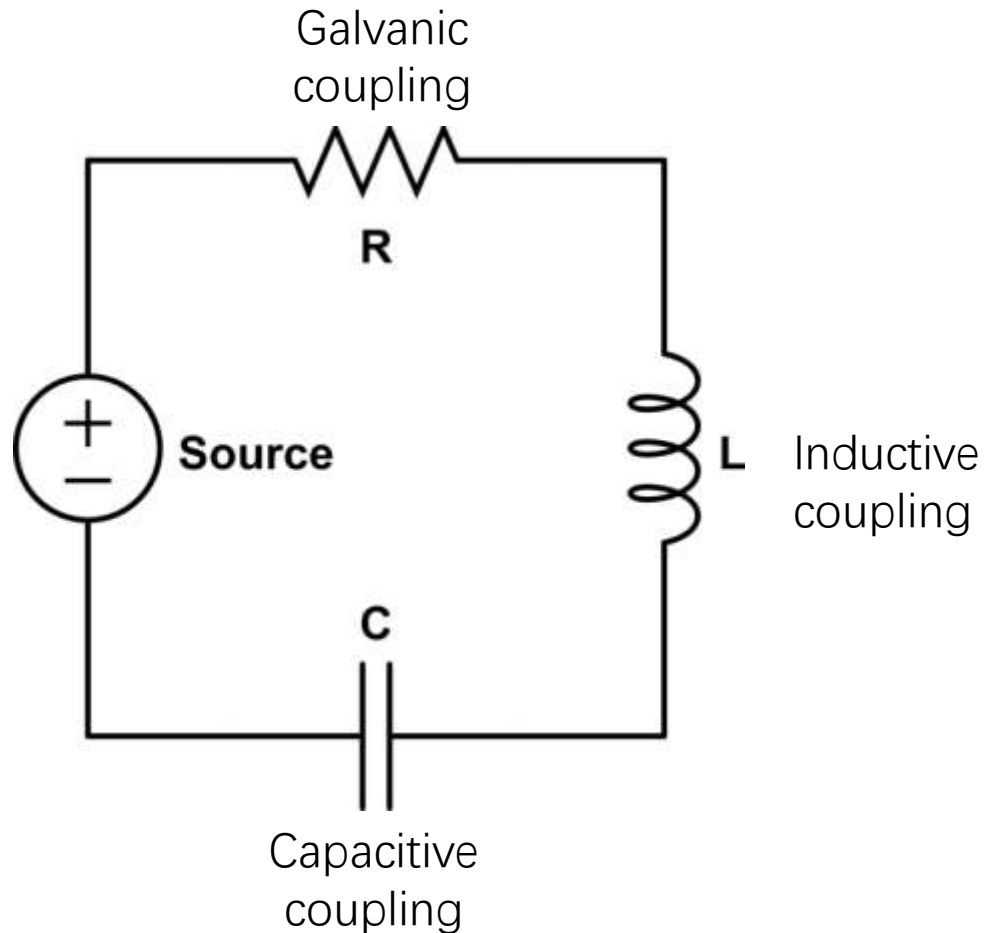 Galvanic
coupling
R
+
−
Source
L
Inductive
coupling
C
Capacitive
coupling